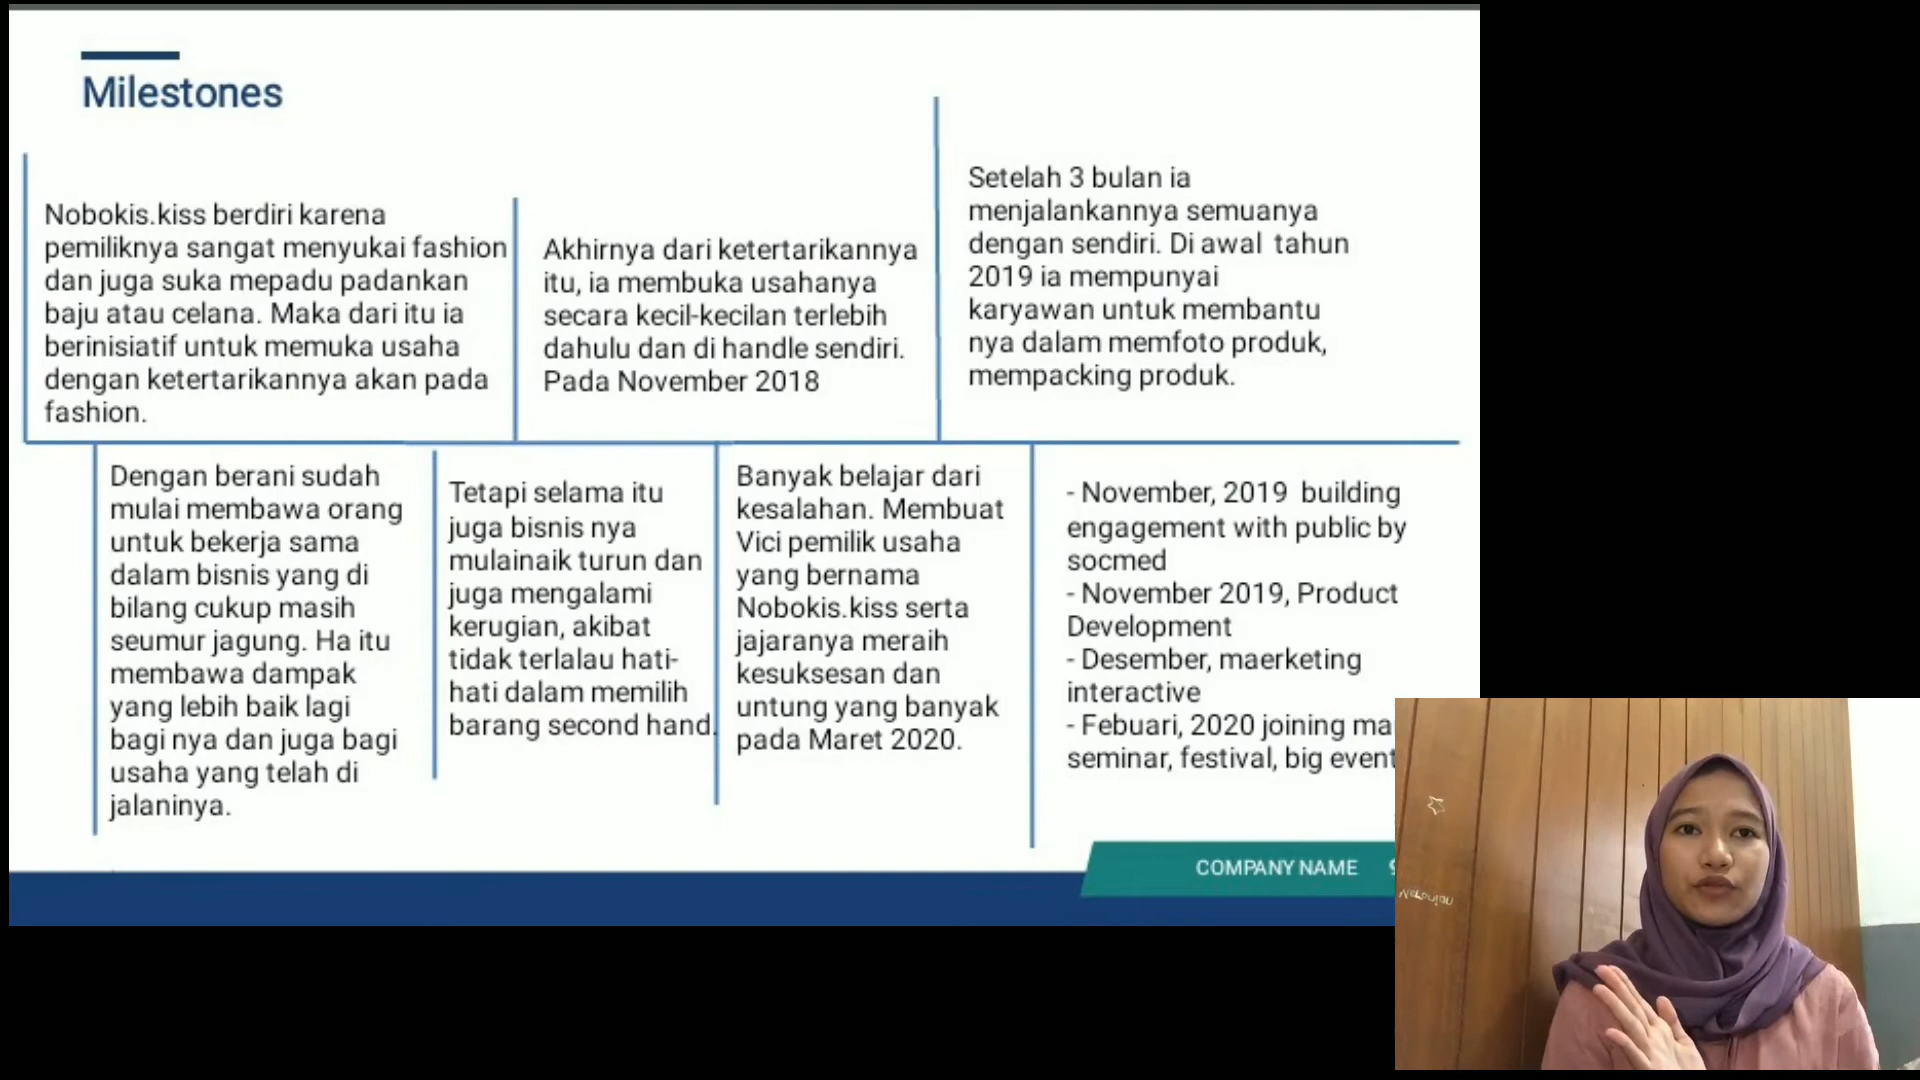 Milestones
Nobokis.kiss berdiri karena
pemiliknya sangat menyukai fashion
dan juga suka mepadu padankan
baju atau celana. Maka dari itu ia
berinisiatif untuk memuka usaha
dengan ketertarikannya akan pada
fashion.
Akhirnya dari ketertarikannya
itu, ia membuka usahanya
secara kecil-kecilan terlebih
dahulu dan di handle sendiri.
Pada November 2018
Setelah 3 bulan ia
menjalankannya semuanya
dengan sendiri. Di awal tahun
2019 ia mempunyai
karyawan untuk membantu
nya dalam memfoto produk,
mempacking produk.
Dengan berani sudah
mulai membawa orang
untuk bekerja sama
dalam bisnis yang di
bilang cukup masih
seumur jagung. Ha itu
membawa dampak
yang lebih baik lagi
bagi nya dan juga bagi
usaha yang telah di
jalaninya.
Tetapi selama itu
juga bisnis nya
mulainaik turun dan
juga mengalami
kerugian, akibat
tidak terlalau hati-
hati dalam memilih
barang second hand.
Banyak belajar dari
kesalahan. Membuat
Vici pemilik usaha
yang bernama
Nobokis.kiss serta
jajaranya meraih
kesuksesan dan
untung yang banyak
pada Maret 2020.
- November, 2019 building
engagement with public by
socmed
- November 2019, Product
Development
- Desember, maerketing
interactive
- Febuari, 2020 joining ma
seminar, festival, big event
COMPANY NAME